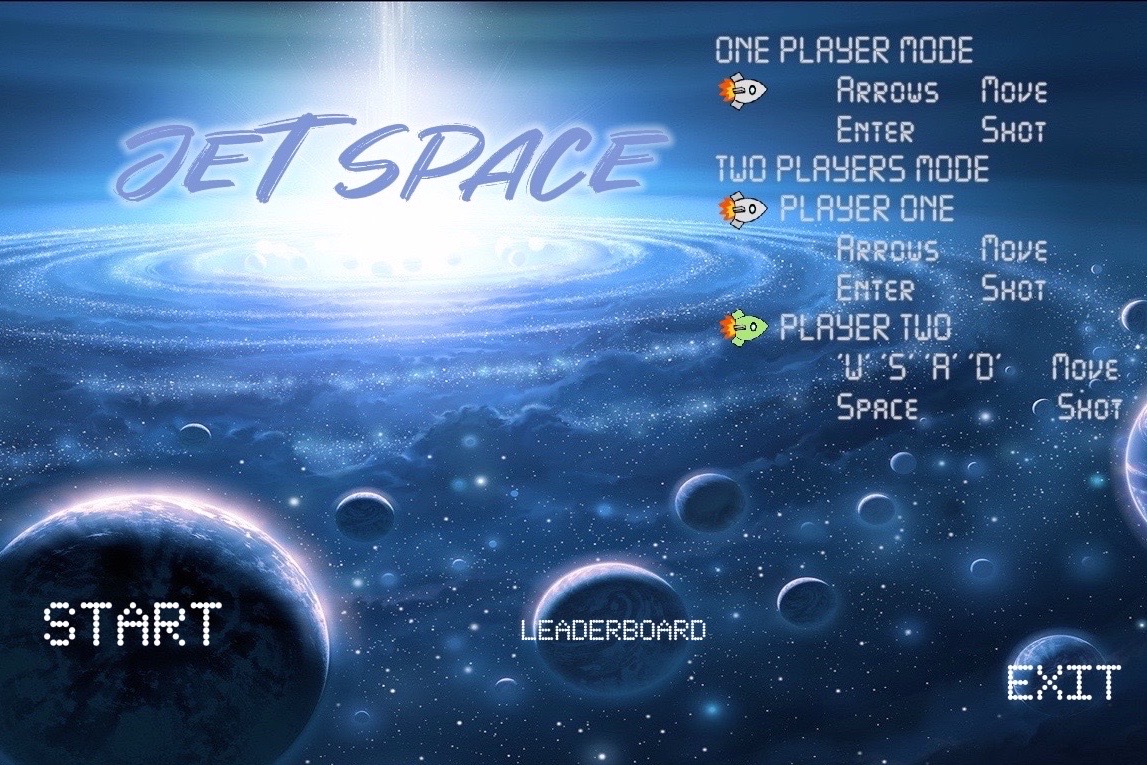 JET SPACE
ONE PLAYER MODE
Arrows Move
Enter Shot
TWO PLAYERS MODE
PLAYER ONE
Arrows Move
Enter Shot
PLAYER TWO
'W' 'S' 'A' 'D' Move
Space Shot
START
LEADERBOARD
EXIT